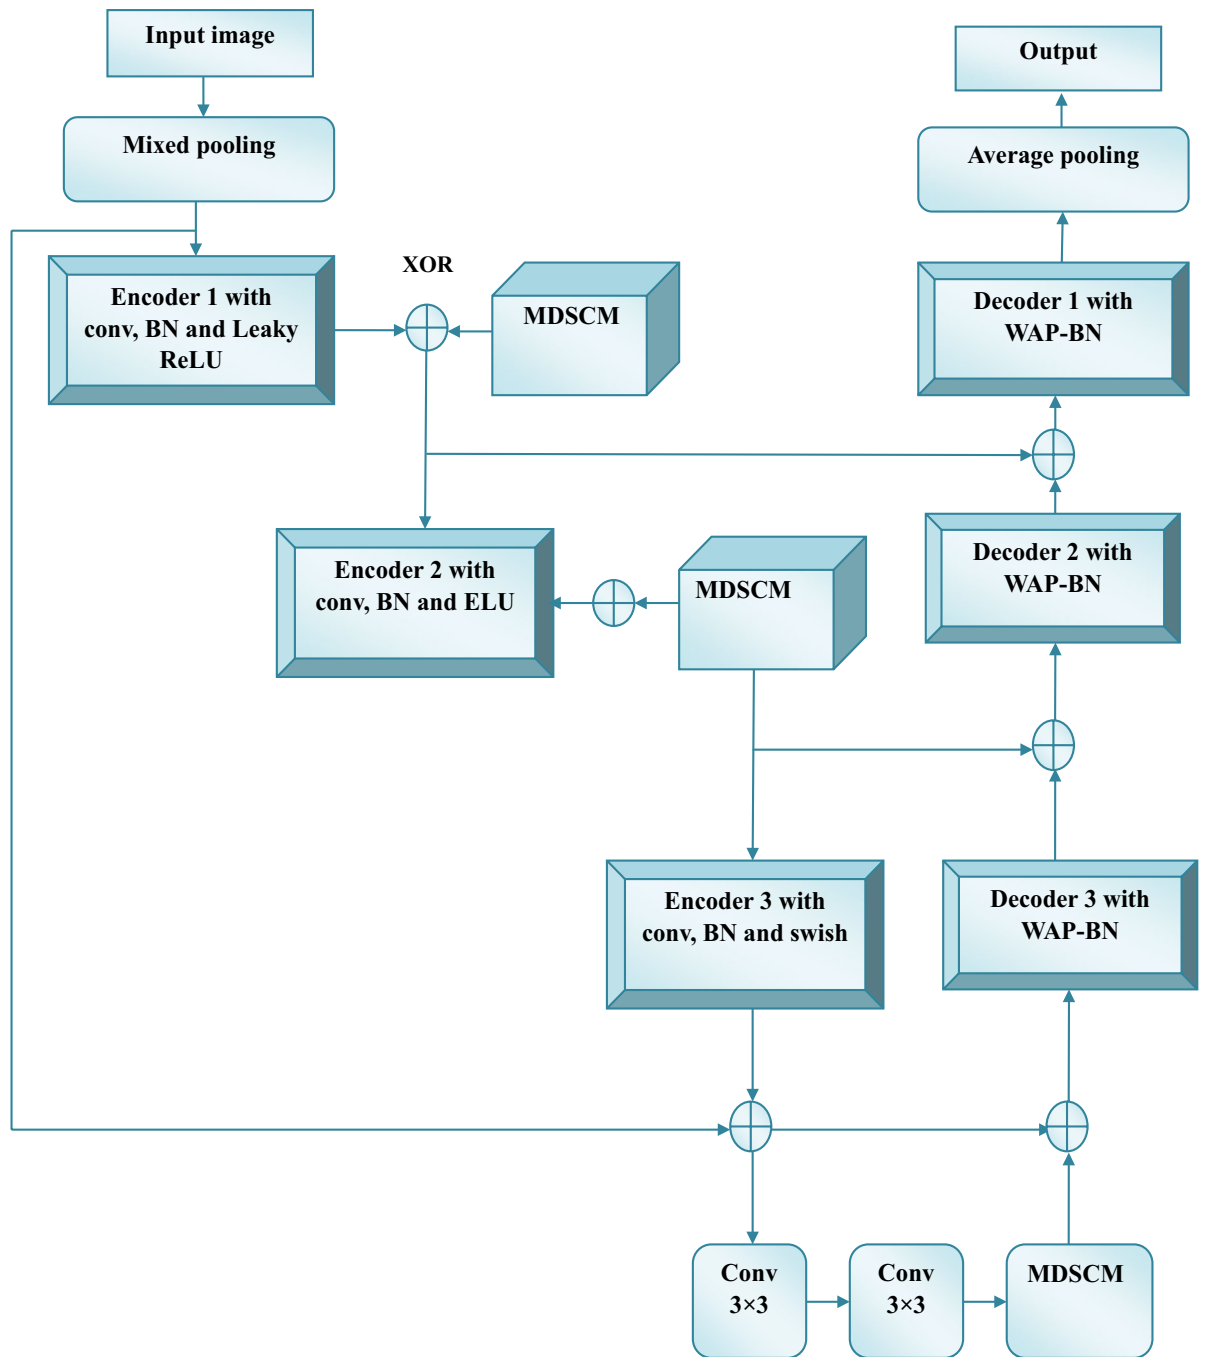 Input image
Mixed pooling
Encoder 1 with
conv, BN and Leaky
ReLU
XOR
MDSCM
Output
Average pooling
Decoder 1 with
WAP-BN
Encoder 2 with
conv, BN and ELU
MDSCM
Decoder 2 with
WAP-BN
Encoder 3 with
conv, BN and swish
Decoder 3 with
WAP-BN
Conv
3×3
Conv
3×3
MDSCM